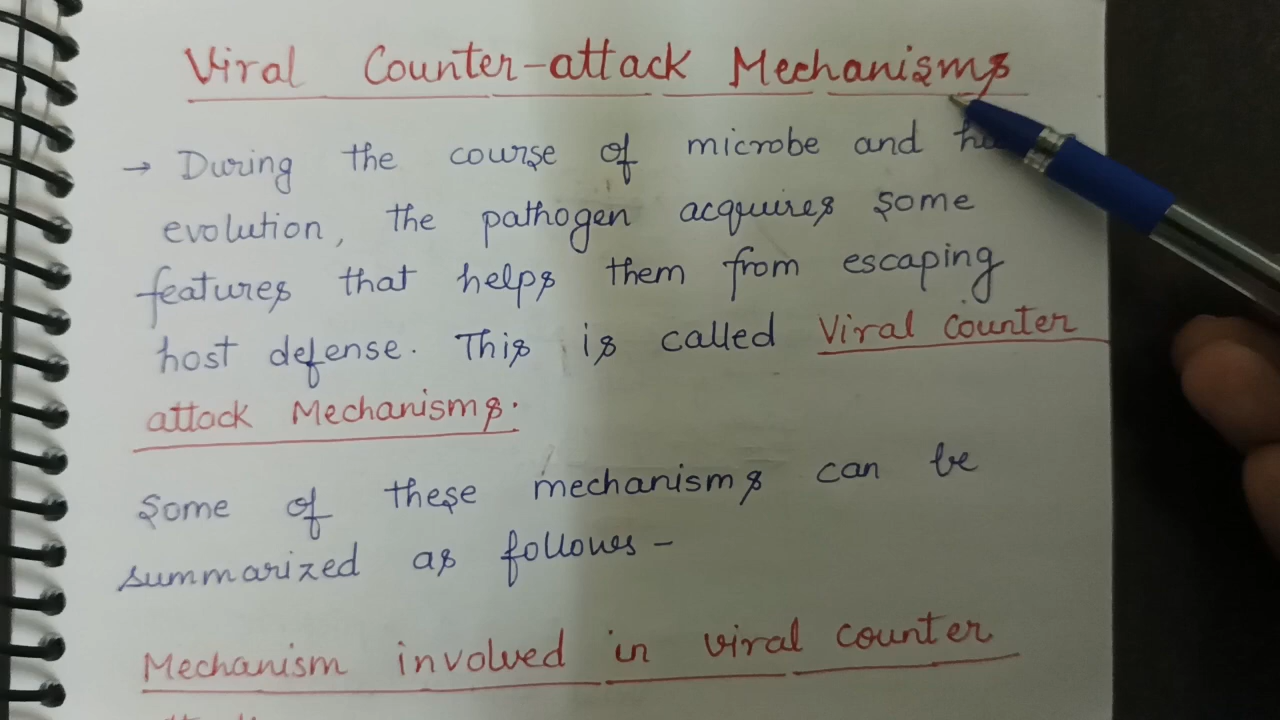 Viral Counter-attack Mechanisms
→ During the course of microbe and
evolution, the pathogen acquires some
features that helps them from escaping
host defense. This is called Viral Counter
attack Mechanisms.
Some of these mechanisms can be
summarized as follows -
Mechanism involved in viral counter